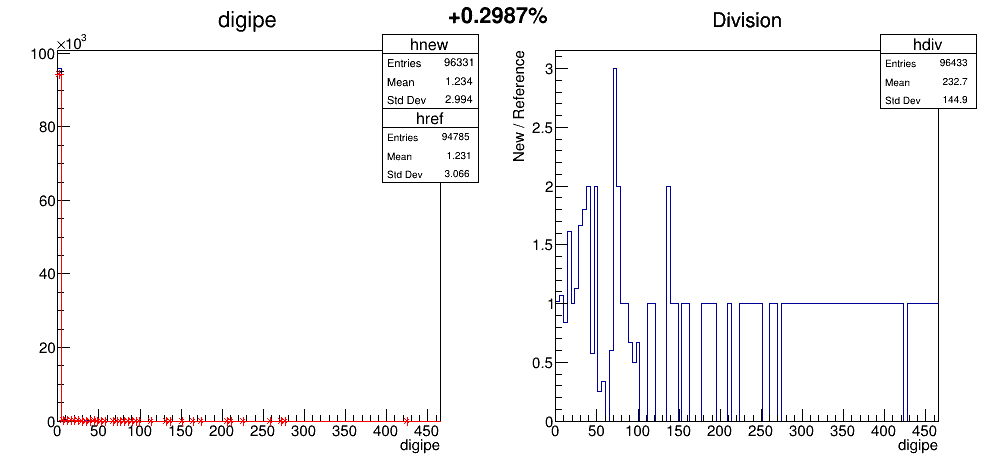 +0.2987%
digipe
×10³
100
80
60
40
20
0
0 50 100 150 200 250 300 350 400 450
digipe
hnew
Entries 96331
Mean 1.234
Std Dev 2.994
href
Entries 94785
Mean 1.231
Std Dev 3.066
Division
New / Reference
3
2.5
2
1.5
1
0.5
0
0 50 100 150 200 250 300 350 400 450
digipe
hdiv
Entries 96433
Mean 232.7
Std Dev 144.9